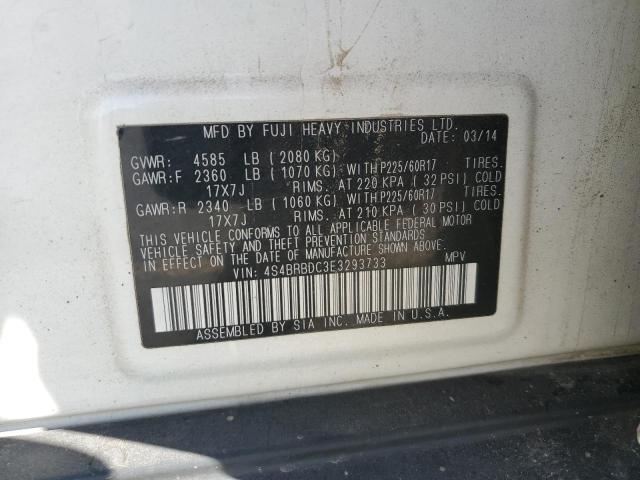 MFD BY FUJI HEAVY INDUSTRIES LTD.
DATE: 03/14
GVWR: 4585 LB (2080 KG)
GAWR:F 2360 LB (1070 KG) WITH P225/60R17 TIRES.
17X7J RIMS. AT 220 KPA (32 PSI) COLD
GAWR:R 2340 LB (1060 KG) WITH P225/60R17 TIRES.
17X7J RIMS. AT 210 KPA (30 PSI) COLD
THIS VEHICLE CONFORMS TO ALL APPLICABLE FEDERAL MOTOR
VEHICLE SAFETY AND THEFT PREVENTION STANDARDS
IN EFFECT ON THE DATE OF MANUFACTURE SHOWN ABOVE.
VIN: 4S4BRBDC3E3293733 MPV
ASSEMBLED BY SIA INC. MADE IN U.S.A.